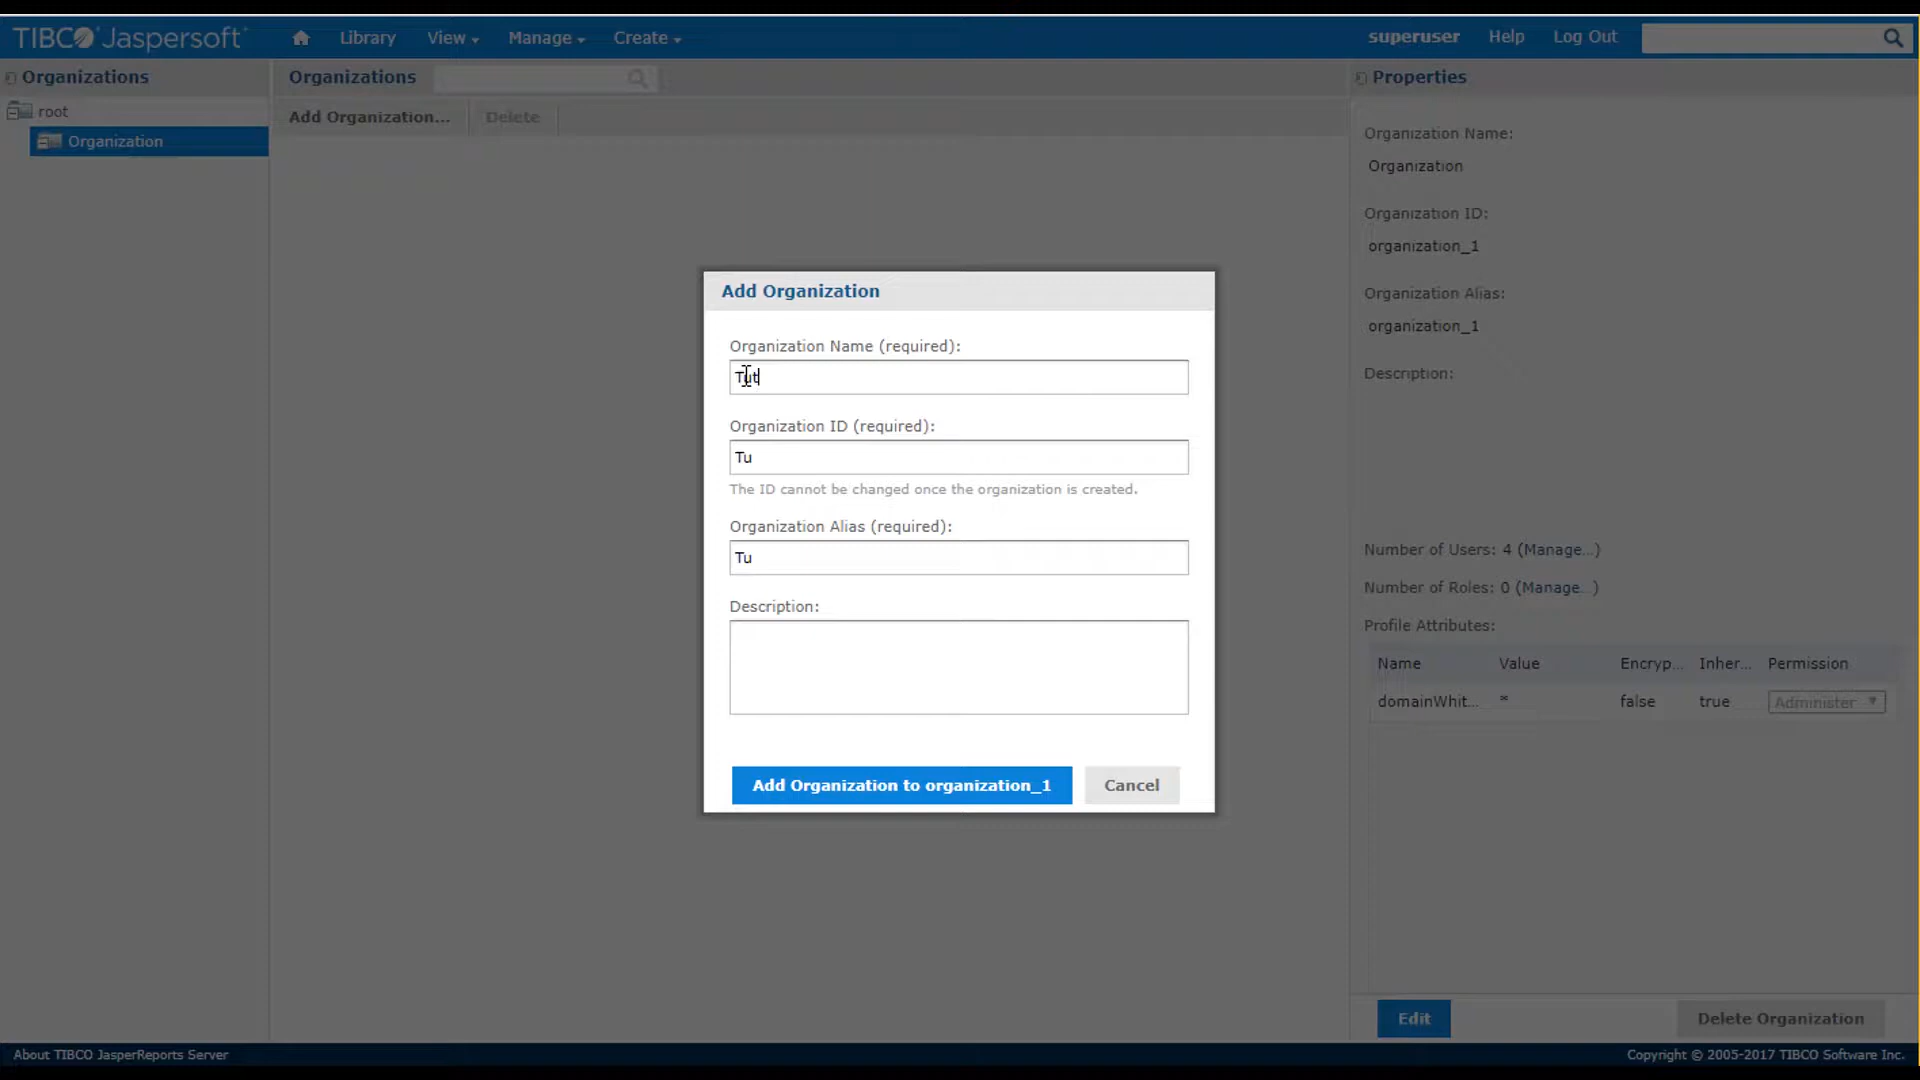 TIBCO Jaspersoft
Library
View
Manage
Create
superuser
Help
Log Out
Organizations
root
Organization
Organizations
Add Organization...
Delete
Properties
Organization Name:
Organization
Organization ID:
organization_1
Organization Alias:
organization_1
Description:
Number of Users: 4 (Manage...)
Number of Roles: 0 (Manage...)
Profile Attributes:
Name Value Encryp... Inher... Permission
domainWhit... * false true Administer
Edit
Delete Organization
Add Organization
Organization Name (required):
Tut
Organization ID (required):
Tu
The ID cannot be changed once the organization is created.
Organization Alias (required):
Tu
Description:
Add Organization to organization_1
Cancel
About TIBCO JasperReports Server
Copyright © 2005-2017 TIBCO Software Inc.